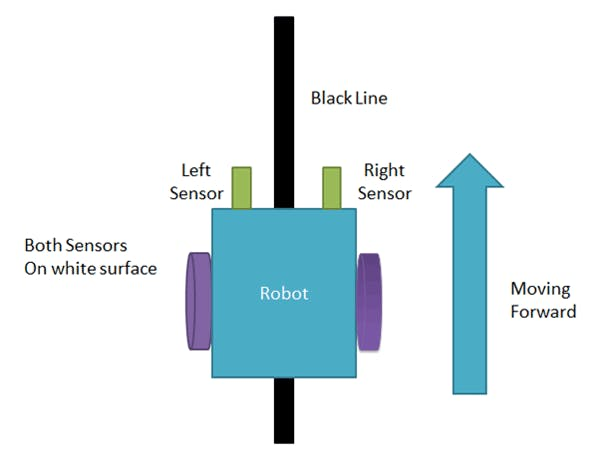 Black Line
Left
Sensor
Right
Sensor
Both Sensors
On white surface
Robot
Moving
Forward